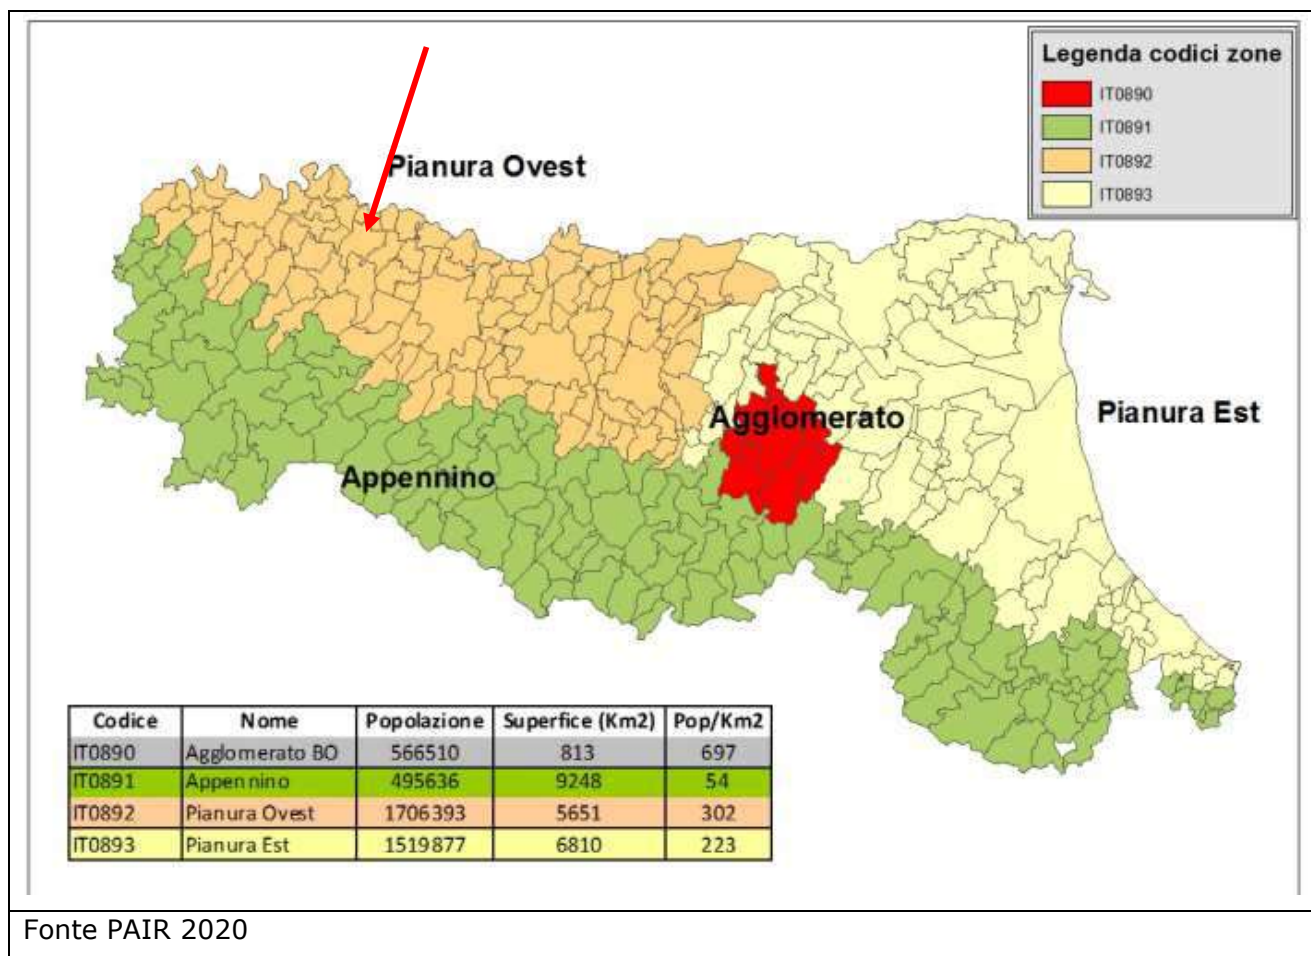 Legenda codici zone
IT0890
IT0891
IT0892
IT0893
Pianura Ovest
Agglomerato
Pianura Est
Appennino
Codice Nome Popolazione Superfice (Km2) Pop/Km2
IT0890 Agglomerato BO 566510 813 697
IT0891 Appennino 495636 9248 54
IT0892 Pianura Ovest 1706393 5651 302
IT0893 Pianura Est 1519877 6810 223
Fonte PAIR 2020